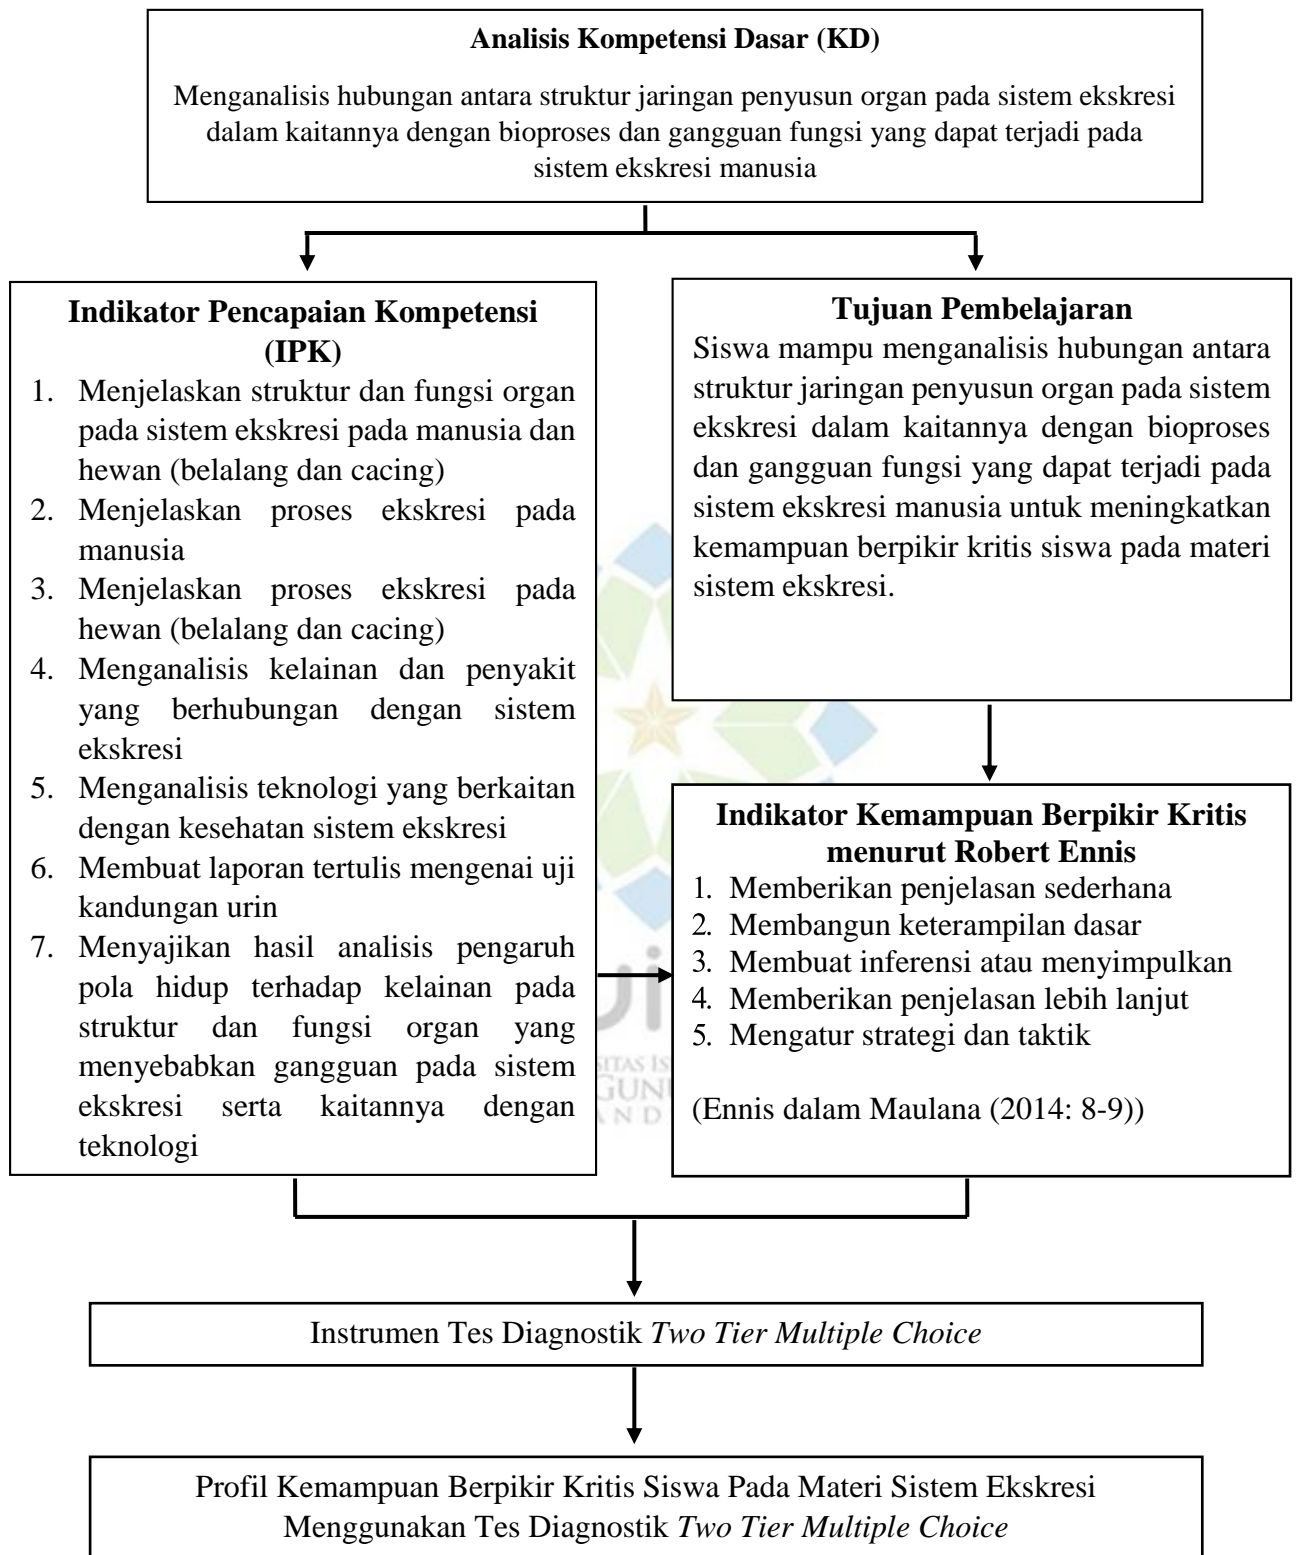 Analisis Kompetensi Dasar (KD)
Menganalisis hubungan antara struktur jaringan penyusun organ pada sistem ekskresi
dalam kaitannya dengan bioproses dan gangguan fungsi yang dapat terjadi pada
sistem ekskresi manusia
Indikator Pencapaian Kompetensi
(IPK)
1. Menjelaskan struktur dan fungsi organ
pada sistem ekskresi pada manusia dan
hewan (belalang dan cacing)
2. Menjelaskan proses ekskresi pada
manusia
3. Menjelaskan proses ekskresi pada
hewan (belalang dan cacing)
4. Menganalisis kelainan dan penyakit
yang berhubungan dengan sistem
ekskresi
5. Menganalisis teknologi yang berkaitan
dengan kesehatan sistem ekskresi
6. Membuat laporan tertulis mengenai uji
kandungan urin
7. Menyajikan hasil analisis pengaruh
pola hidup terhadap kelainan pada
struktur dan fungsi organ yang
menyebabkan gangguan pada sistem
ekskresi serta kaitannya dengan
teknologi
Tujuan Pembelajaran
Siswa mampu menganalisis hubungan antara
struktur jaringan penyusun organ pada sistem
ekskresi dalam kaitannya dengan bioproses
dan gangguan fungsi yang dapat terjadi pada
sistem ekskresi manusia untuk meningkatkan
kemampuan berpikir kritis siswa pada materi
sistem ekskresi.
Indikator Kemampuan Berpikir Kritis
menurut Robert Ennis
1. Memberikan penjelasan sederhana
2. Membangun keterampilan dasar
3. Membuat inferensi atau menyimpulkan
4. Memberikan penjelasan lebih lanjut
5. Mengatur strategi dan taktik
(Ennis dalam Maulana (2014: 8-9))
Instrumen Tes Diagnostik Two Tier Multiple Choice
Profil Kemampuan Berpikir Kritis Siswa Pada Materi Sistem Ekskresi
Menggunakan Tes Diagnostik Two Tier Multiple Choice